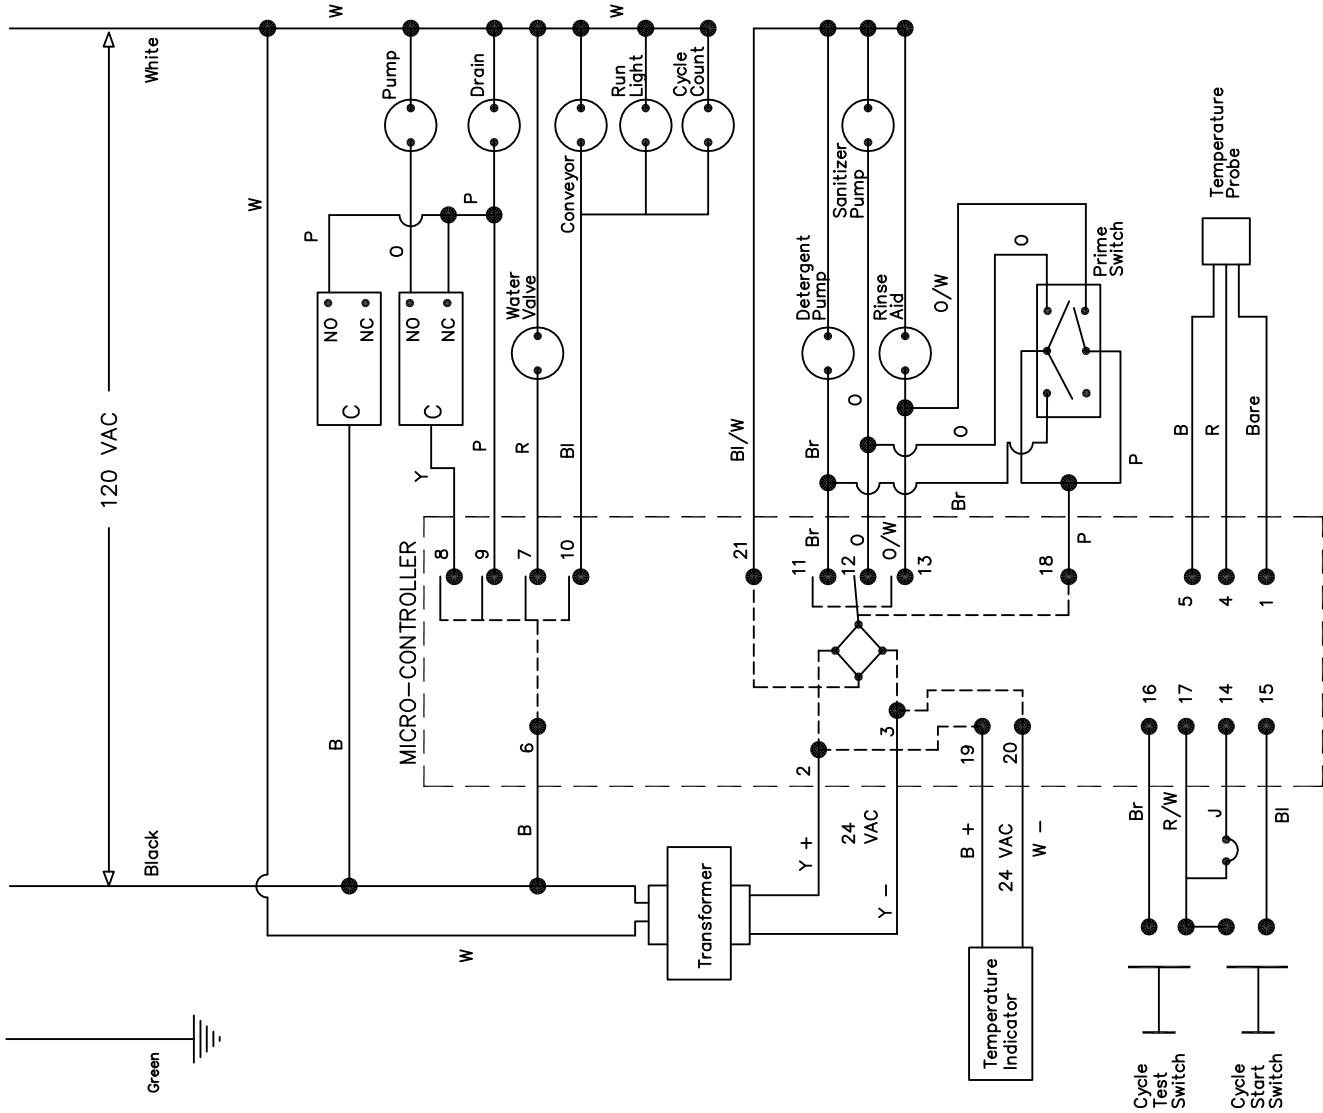 W
W
White
120 VAC
Pump
Drain
Run
Light
Cycle
Count
W
P
P
O
Conveyor
Water
Valve
NO
NC
C
NO
NC
C
Y
P
R
Bl
Sanitizer
Pump
Detergent
Pump
Rinse
Aid
O/W
O
Prime
Switch
Temperature
Probe
Bl/W
Br
O
O
Br
P
B
R
Bare
MICRO-CONTROLLER
8
9
7
10
21
Br
11
O
12
O/W
13
18
P
5
4
1
B
6
B
2
3
19
20
16
17
14
15
Black
Y +
24
VAC
Y -
B +
24 VAC
W -
Br
R/W
J
Bl
Transformer
W
Temperature
Indicator
Green
Cycle
Test
Switch
Cycle
Start
Switch